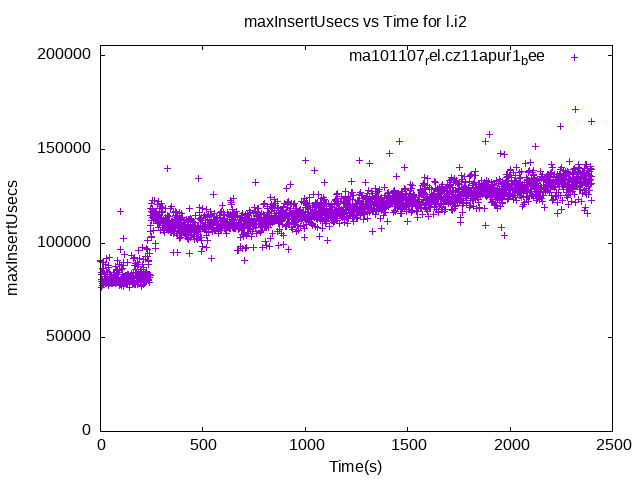 maxInsertUsecs vs Time for l.i2
ma101107_rel.cz11apur1_bee
200000
150000
100000
50000
0
maxInsertUsecs
0 500 1000 1500 2000 2500
Time(s)